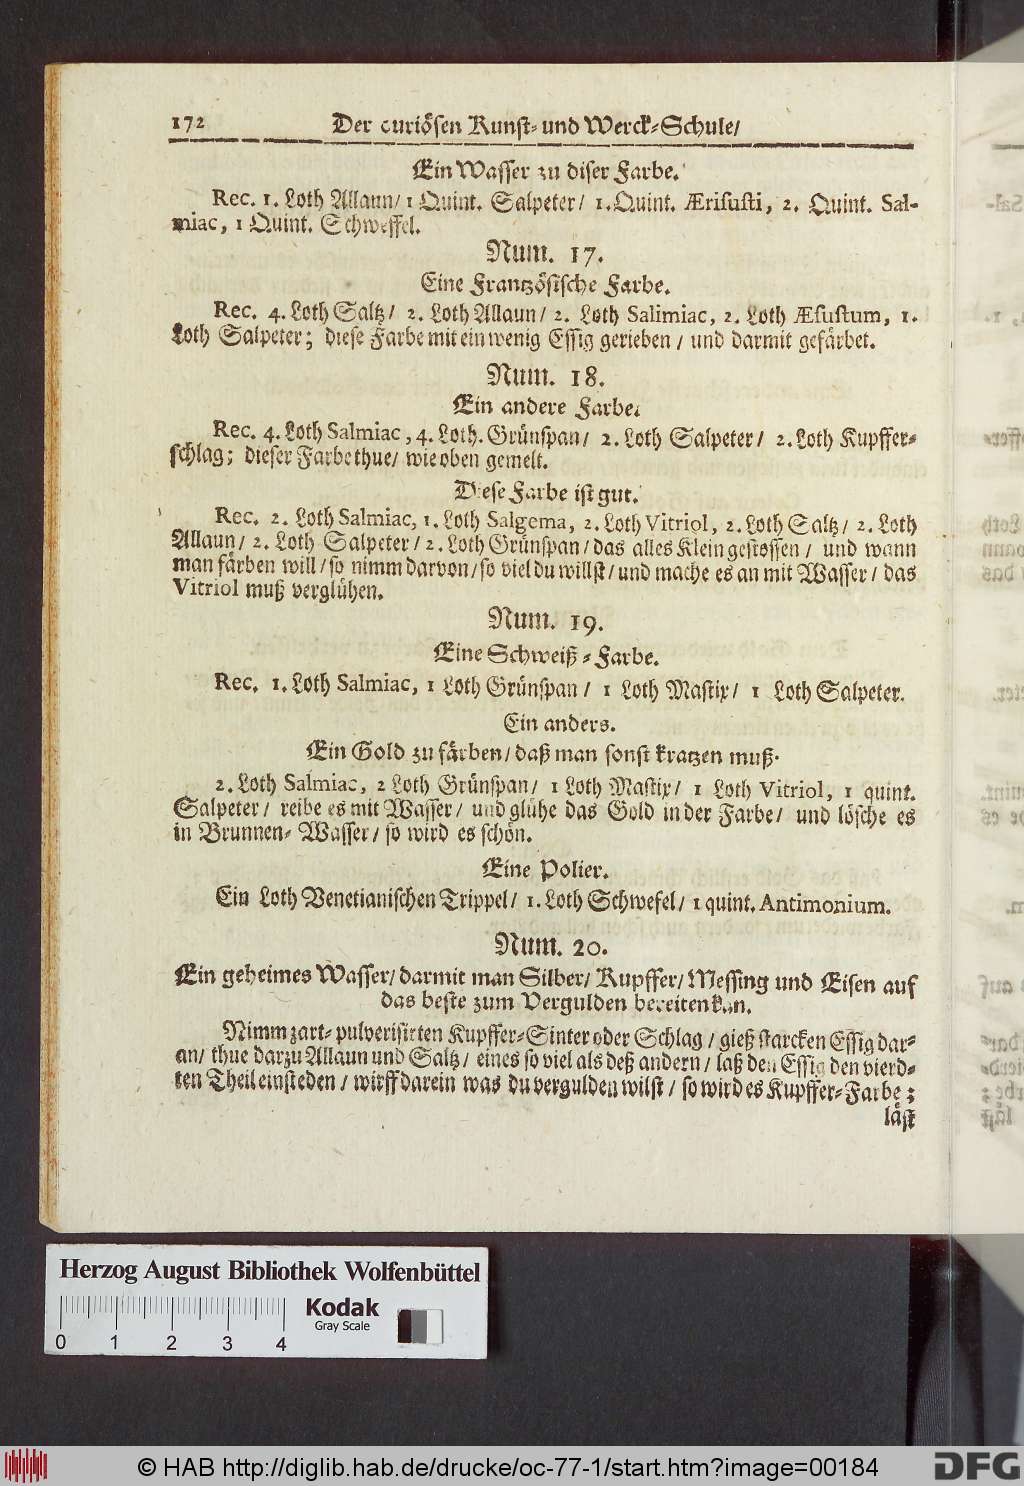 172 Der curiösen Kunst- und Werck-Schule/
Ein Wasser zu diser Farbe.
Rec. 1. Loth Allaun/ 1 Quint. Salpeter/ 1. Quint. Ærisusti, 2. Quint. Sal-
miac, 1 Quint. Schweffel.
Num. 17.
Eine Frantzösische Farbe.
Rec. 4. Loth Saltz/ 2. Loth Allaun/ 2. Loth Salimiac, 2. Loth Æsustum, 1.
Loth Salpeter; diese Farbe mit ein wenig Essig gerieben/ und darmit gefärbet.
Num. 18.
Ein andere Farbe.
Rec. 4. Loth Salmiac, 4. Loth. Grünspan/ 2. Loth Salpeter/ 2. Loth Kupffer-
schlag; dieser Farbe thue/ wie oben gemelt.
Diese Farbe ist gut.
Rec. 2. Loth Salmiac, 1. Loth Salgema, 2. Loth Vitriol, 2. Loth Saltz/ 2. Loth
Allaun/ 2. Loth Salpeter/ 2. Loth Grünspan/ das alles Klein gestossen/ und wann
man färben will/ so nimm darvon/ so viel du willst/ und mache es an mit Wasser/ das
Vitriol muß verglühen.
Num. 19.
Eine Schweiß-Farbe.
Rec. 1. Loth Salmiac, 1 Loth Grünspan/ 1 Loth Mastix/ 1 Loth Salpeter.
Ein anders.
Ein Gold zu färben/ daß man sonst kratzen muß.
2. Loth Salmiac, 2 Loth Grünspan/ 1 Loth Mastix/ 1 Loth Vitriol, 1 quint.
Salpeter/ reibe es mit Wasser/ und glühe das Gold in der Farbe/ und lösche es
in Brunnen-Wasser/ so wird es schön.
Eine Polier.
Ein Loth Venetianischen Trippel/ 1. Loth Schwefel/ 1 quint. Antimonium.
Num. 20.
Ein geheimes Wasser/ darmit man Silber/ Kupffer/ Messing und Eisen auf
das beste zum Vergulden bereiten kan.
Nimm zart-pulverisirten Kupffer-Sinter oder Schlag/ gieß starcken Essig dar-
an/ thue darzu Allaun und Saltz/ eines so viel als deß andern/ laß den Essig den vierd-
ten Theil einsieden/ wirff darein was du vergulden wilst/ so wird es Kupffer-Farbe;
läst
Herzog August Bibliothek Wolfenbüttel
Kodak
Gray Scale
0 1 2 3 4
© HAB http://diglib.hab.de/drucke/oc-77-1/start.htm?image=00184
DFG